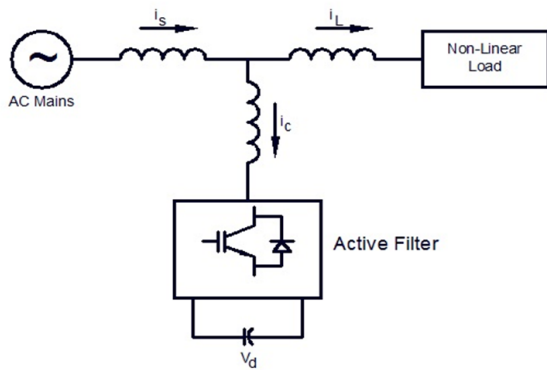 is
iL
Non-Linear
Load
AC Mains
ic
Active Filter
Vd